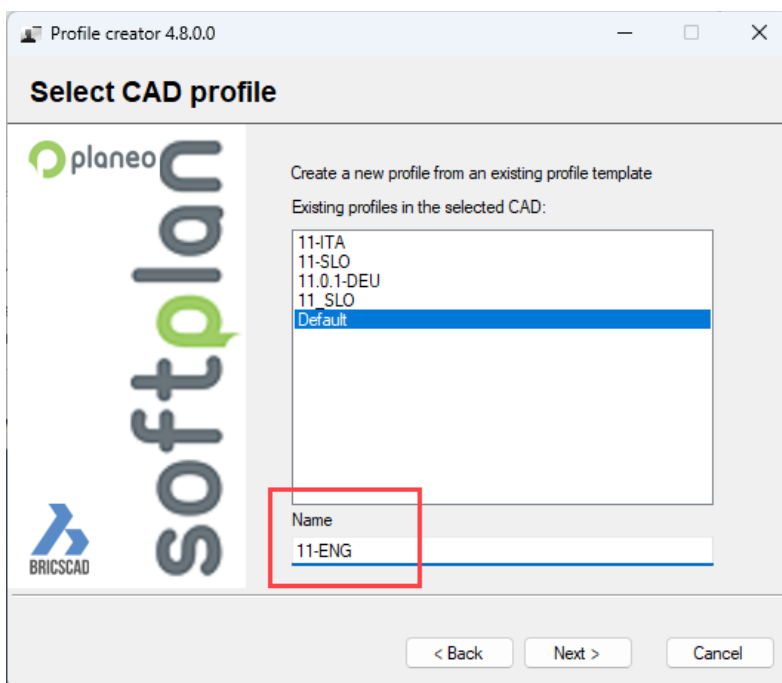 Profile creator 4.8.0.0
Select CAD profile
planeo
softplan
BRICSCAD
Create a new profile from an existing profile template
Existing profiles in the selected CAD:
11-ITA
11-SLO
11.0.1-DEU
11_SLO
Default
Name
11-ENG
< Back
Next >
Cancel